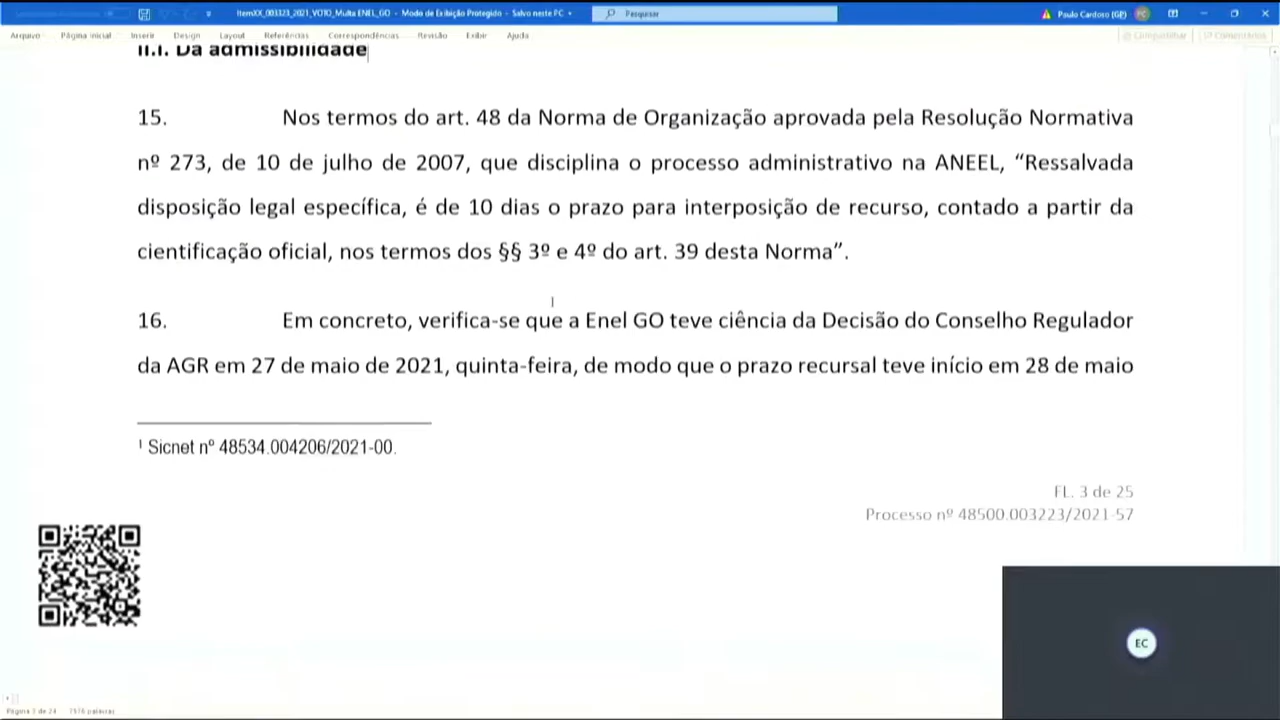 ItemXX_003223_2021_VOTO_Multa ENEL_GO - Modo de Exibição Protegido - Salvo neste PC
Pesquisar
Paulo Cardoso (GP)
PC
Arquivo Página Inicial Inserir Design Layout Referências Correspondências Revisão Exibir Ajuda
Compartilhar Comentários
II.I. Da admissibilidade
15. Nos termos do art. 48 da Norma de Organização aprovada pela Resolução Normativa
nº 273, de 10 de julho de 2007, que disciplina o processo administrativo na ANEEL, “Ressalvada
disposição legal específica, é de 10 dias o prazo para interposição de recurso, contado a partir da
cientificação oficial, nos termos dos §§ 3º e 4º do art. 39 desta Norma”.
16. Em concreto, verifica-se que a Enel GO teve ciência da Decisão do Conselho Regulador
da AGR em 27 de maio de 2021, quinta-feira, de modo que o prazo recursal teve início em 28 de maio
1 Sicnet nº 48534.004206/2021-00.
FL. 3 de 25
Processo nº 48500.003223/2021-57
EC
Página 3 de 24